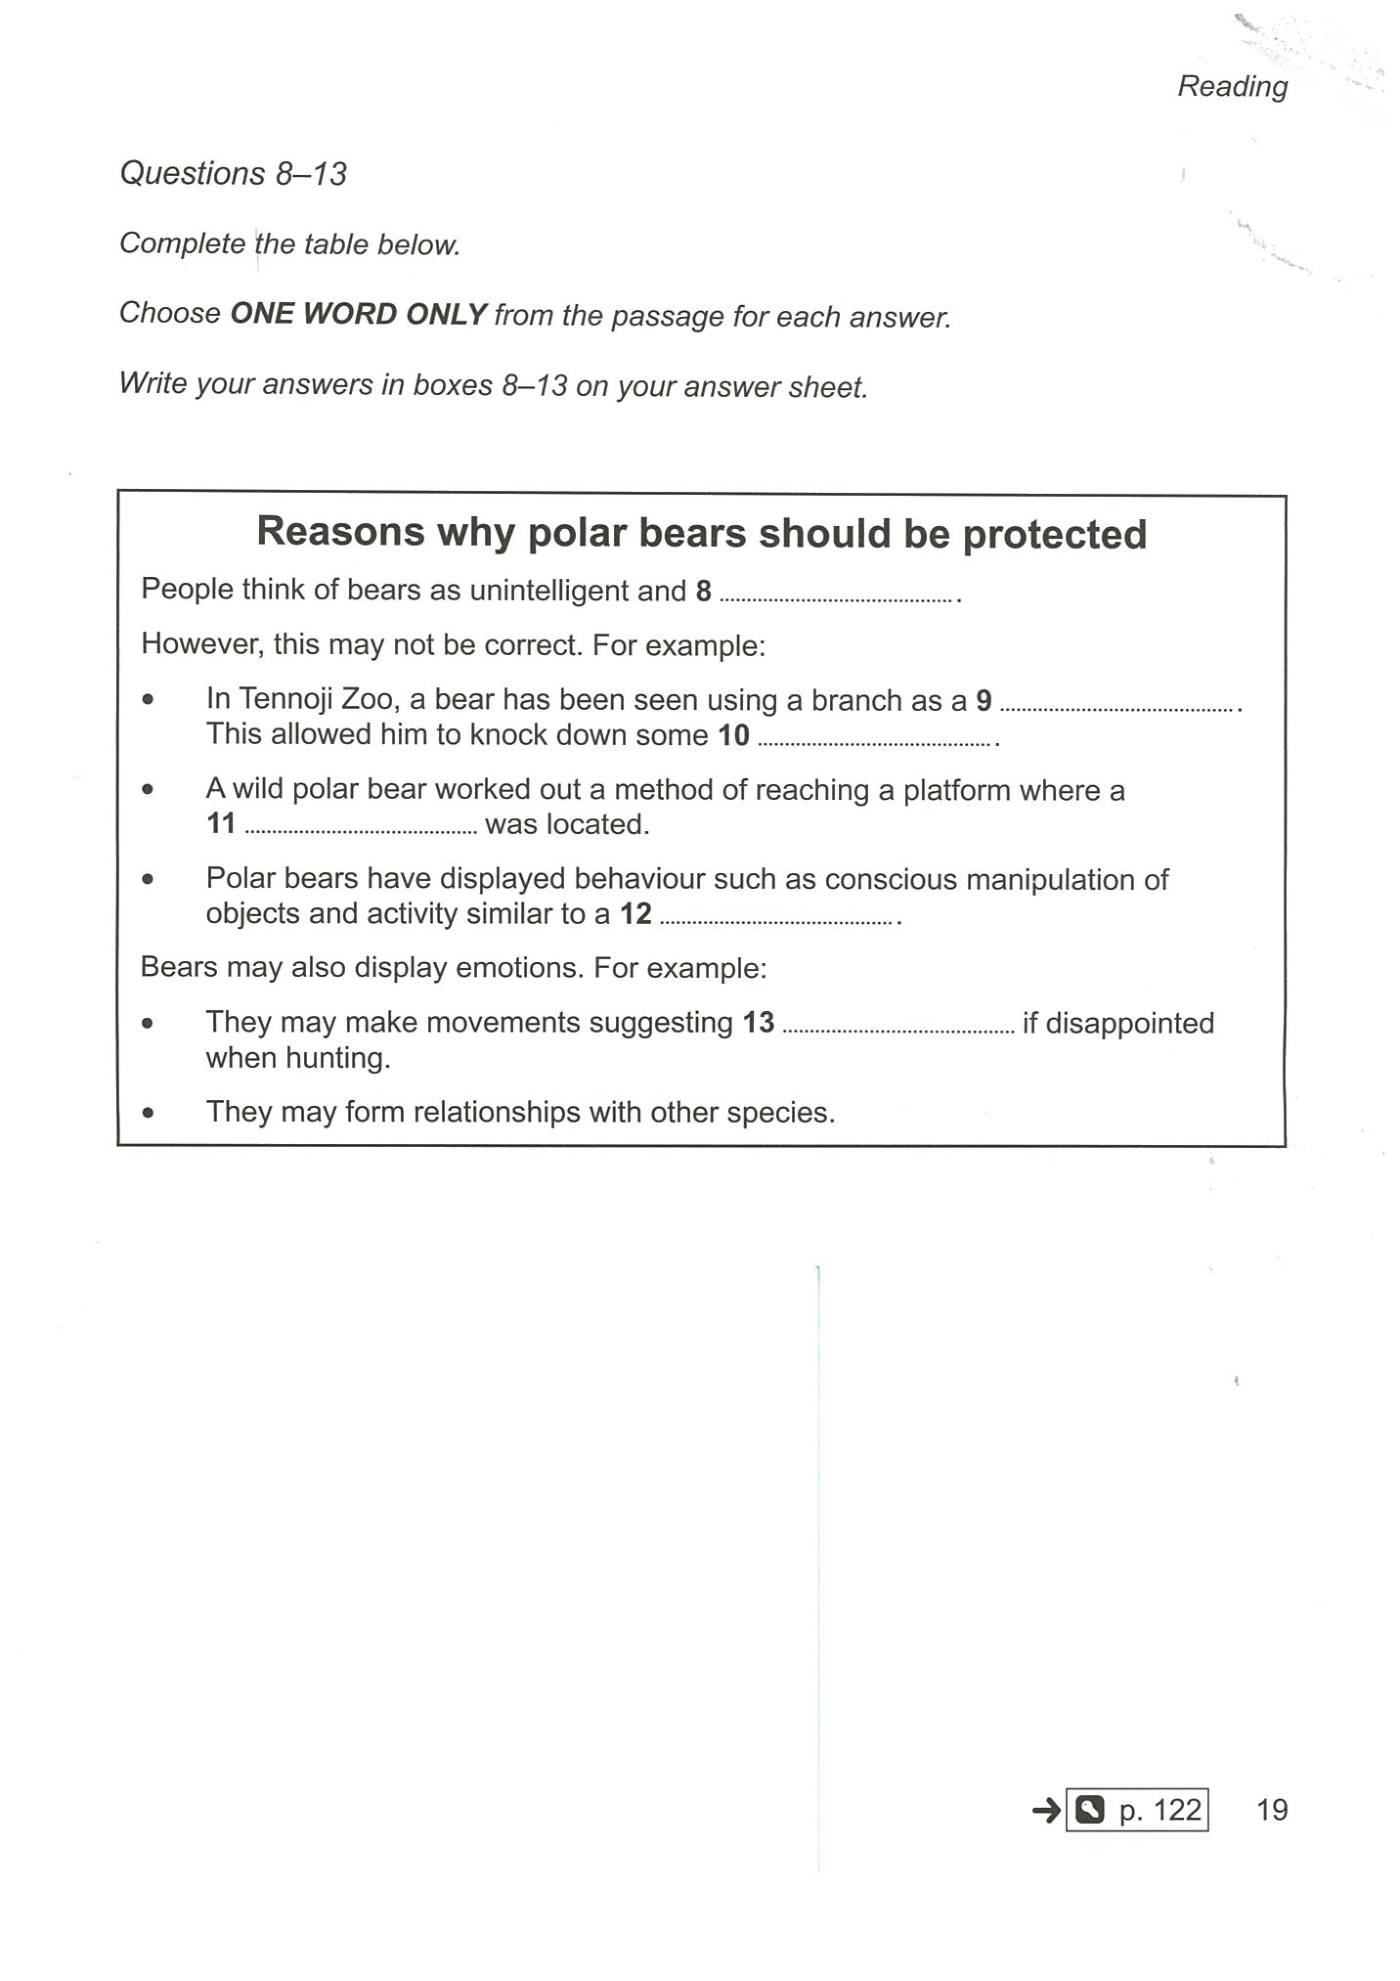 Reading
Questions 8–13
Complete the table below.
Choose ONE WORD ONLY from the passage for each answer.
Write your answers in boxes 8–13 on your answer sheet.
Reasons why polar bears should be protected
People think of bears as unintelligent and 8 ........................................ .
However, this may not be correct. For example:
• In Tennoji Zoo, a bear has been seen using a branch as a 9 ........................................ .
This allowed him to knock down some 10 ........................................ .
• A wild polar bear worked out a method of reaching a platform where a
11 ........................................ was located.
• Polar bears have displayed behaviour such as conscious manipulation of
objects and activity similar to a 12 ........................................ .
Bears may also display emotions. For example:
• They may make movements suggesting 13 ........................................ if disappointed
when hunting.
• They may form relationships with other species.
→ p. 122 19